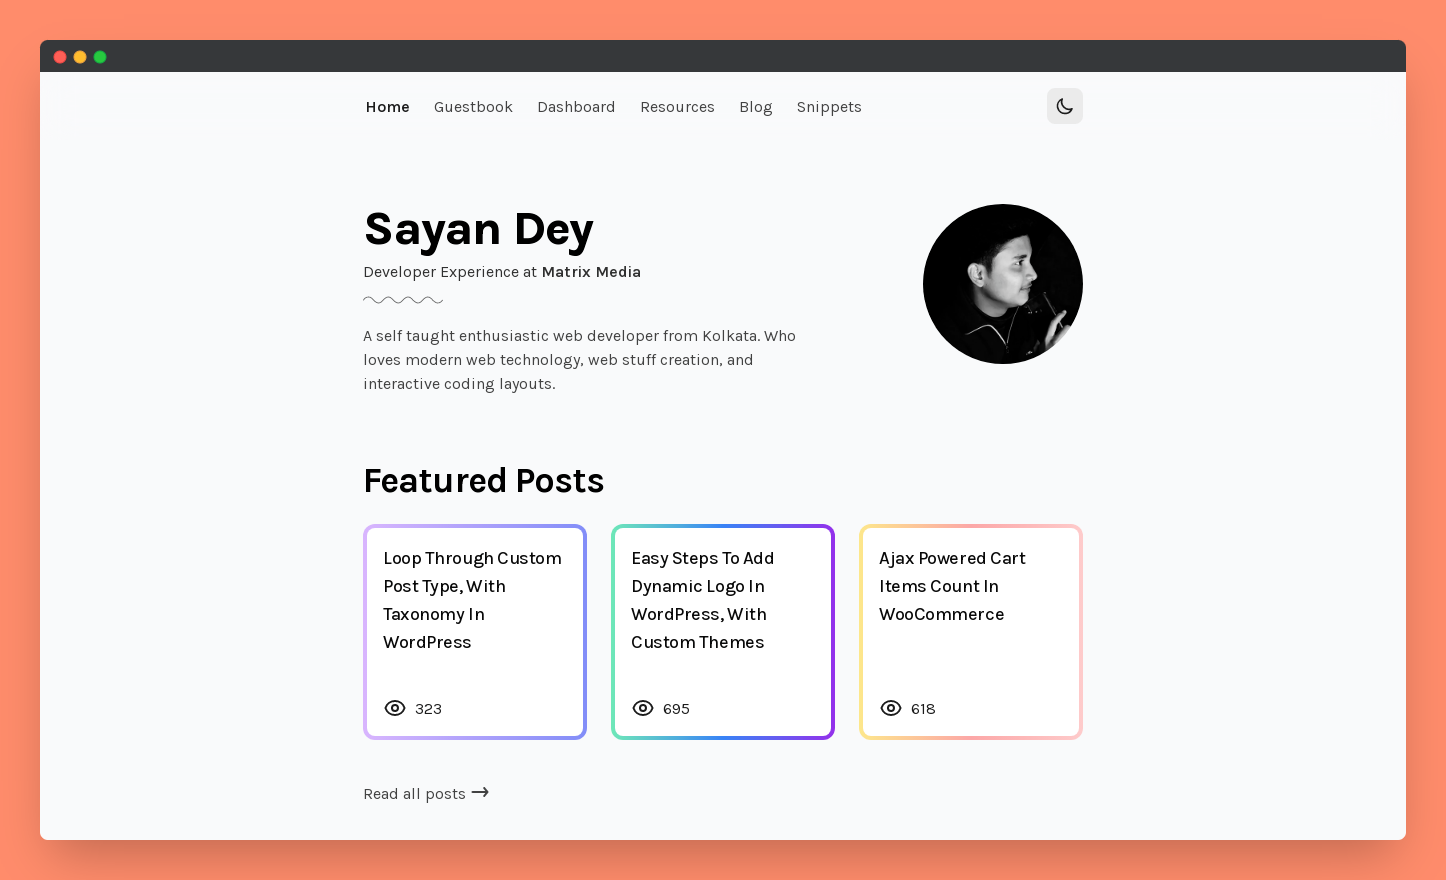 Home Guestbook Dashboard Resources Blog Snippets
Sayan Dey
Developer Experience at Matrix Media
A self taught enthusiastic web developer from Kolkata. Who
loves modern web technology, web stuff creation, and
interactive coding layouts.
Featured Posts
Loop Through Custom
Post Type, With
Taxonomy In
WordPress
323
Easy Steps To Add
Dynamic Logo In
WordPress, With
Custom Themes
695
Ajax Powered Cart
Items Count In
WooCommerce
618
Read all posts →